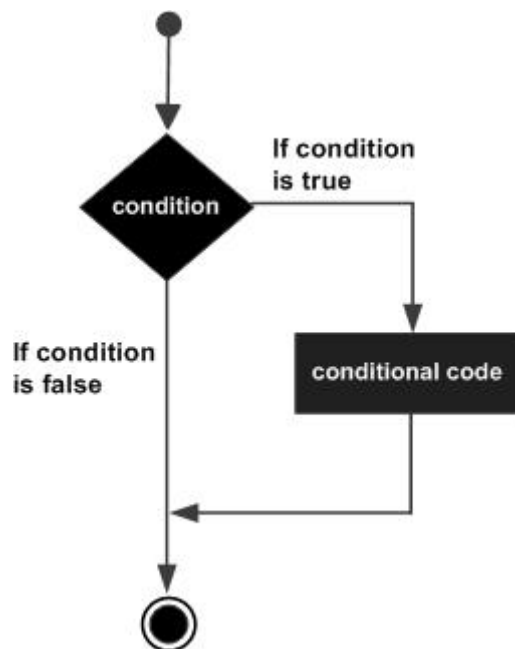 If condition
is true
condition
If condition
is false
conditional code